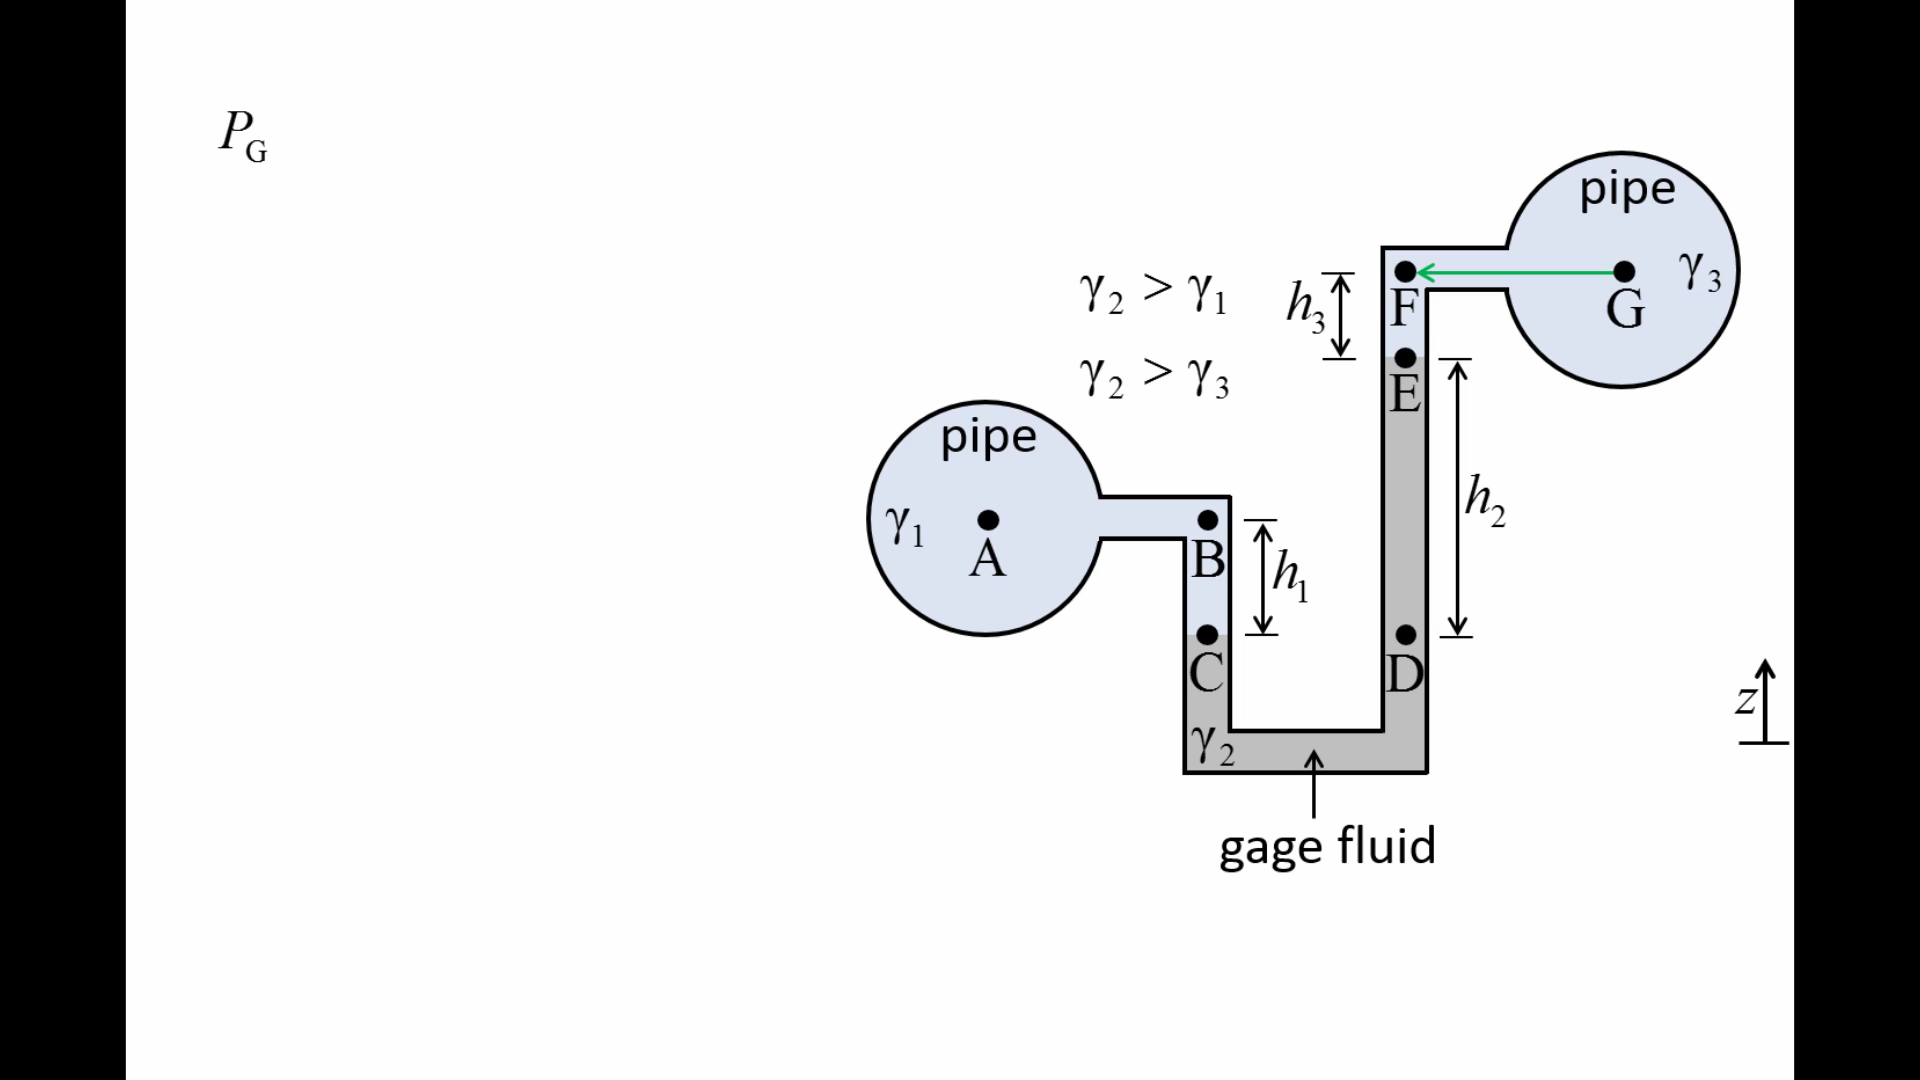 P_G
pipe
γ₃
G
γ₂ > γ₁
γ₂ > γ₃
h₃
F
E
h₂
pipe
γ₁
A
B
h₁
C
D
γ₂
z
gage fluid